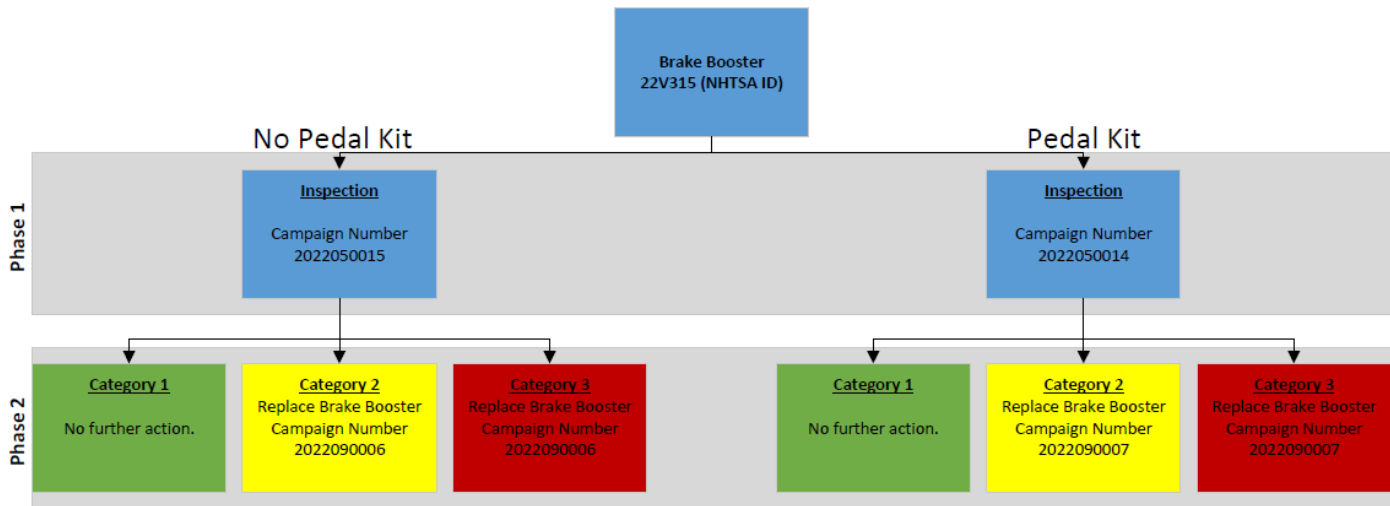 Brake Booster
22V315 (NHTSA ID)
No Pedal Kit
Pedal Kit
Phase 1
Inspection
Campaign Number
2022050015
Inspection
Campaign Number
2022050014
Phase 2
Category 1
No further action.
Category 2
Replace Brake Booster
Campaign Number
2022090006
Category 3
Replace Brake Booster
Campaign Number
2022090006
Category 1
No further action.
Category 2
Replace Brake Booster
Campaign Number
2022090007
Category 3
Replace Brake Booster
Campaign Number
2022090007